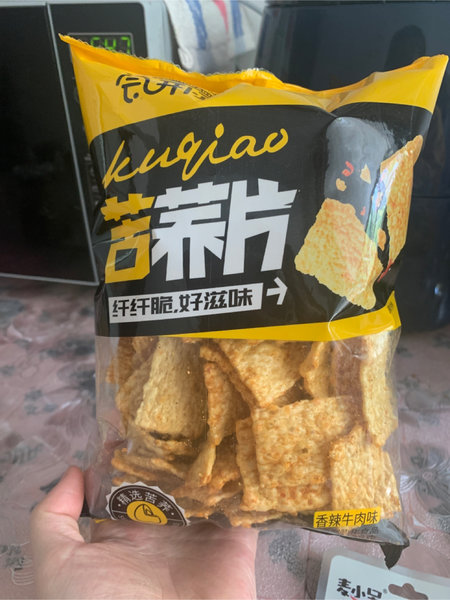 kuqiao
苦荞片
纤纤脆,好滋味
精选苦荞
香辣牛肉味
麦小呆